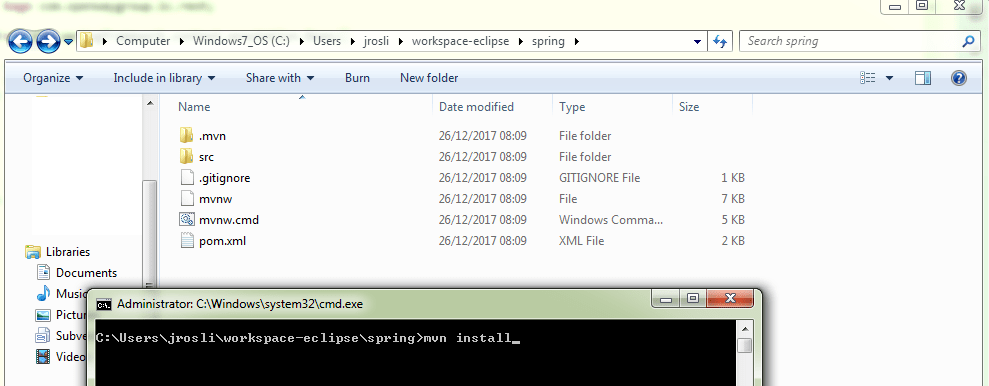 Computer Windows7_OS (C:) Users jrosli workspace-eclipse spring Search spring
Organize Include in library Share with Burn New folder
Name Date modified Type Size
.mvn 26/12/2017 08:09 File folder
src 26/12/2017 08:09 File folder
.gitignore 26/12/2017 08:09 GITIGNORE File 1 KB
mvnw 26/12/2017 08:09 File 7 KB
mvnw.cmd 26/12/2017 08:09 Windows Comma... 5 KB
pom.xml 26/12/2017 08:09 XML File 2 KB
Libraries
Documents
Music
Pictu
Subve
Video
Administrator: C:\Windows\system32\cmd.exe
C:\Users\jrosli\workspace-eclipse\spring>mvn install_